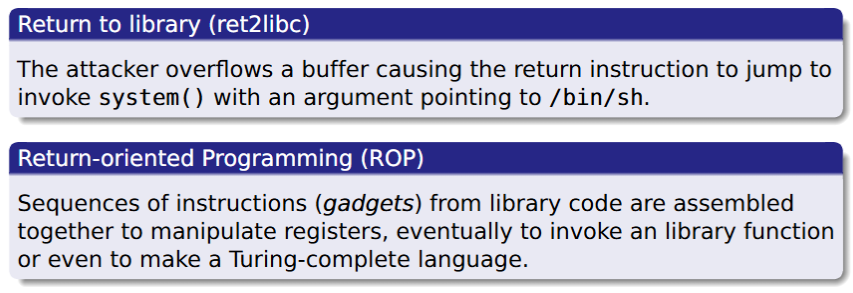 Return to library (ret2libc)
The attacker overflows a buffer causing the return instruction to jump to
invoke system() with an argument pointing to /bin/sh.
Return-oriented Programming (ROP)
Sequences of instructions (gadgets) from library code are assembled
together to manipulate registers, eventually to invoke an library function
or even to make a Turing-complete language.